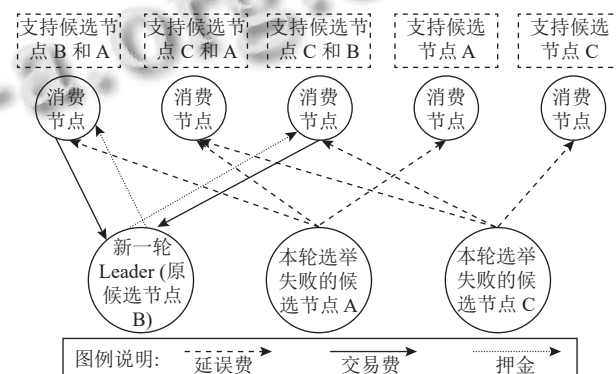 支持候选节
点 B 和 A
支持候选节
点 C 和 A
支持候选节
点 C 和 B
支持候选
节点 A
支持候选
节点 C
消费
节点
消费
节点
消费
节点
消费
节点
消费
节点
新一轮
Leader (原
候选节点
B)
本轮选举
失败的候
选节点 A
本轮选举
失败的候
选节点 C
图例说明:
延误费
交易费
押金